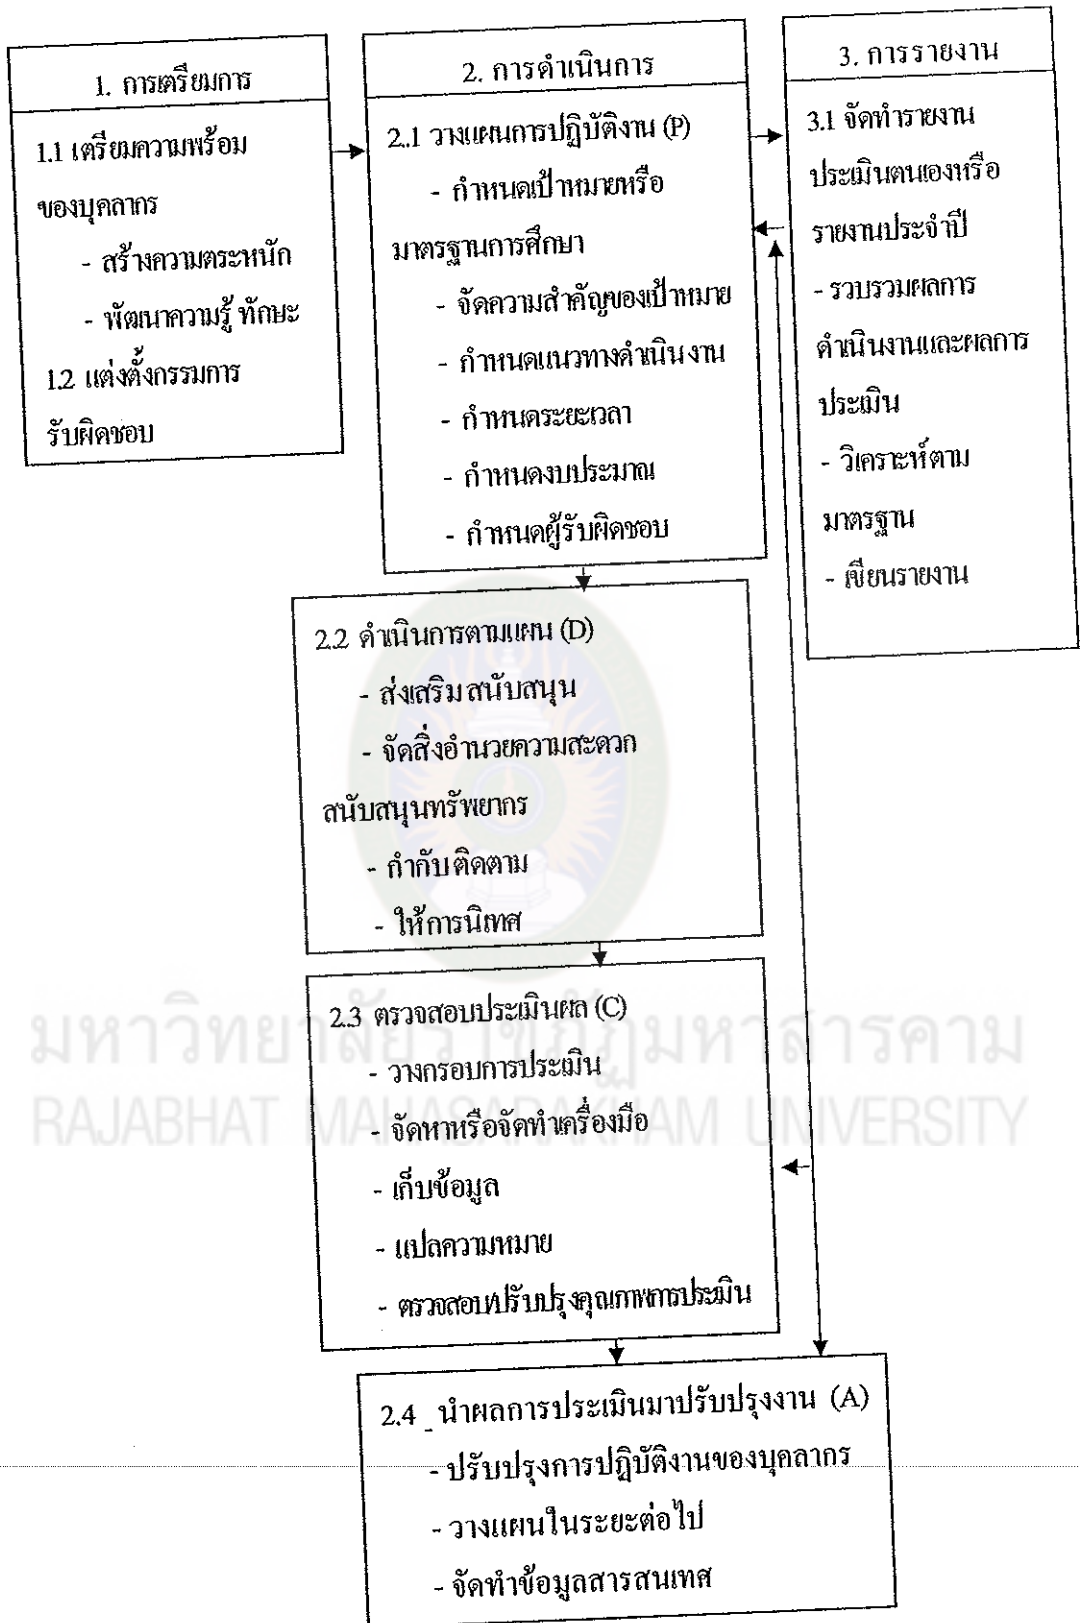 1. การเตรียมการ
1.1 เตรียมความพร้อม
ของบุคลากร
- สร้างความตระหนัก
- พัฒนาความรู้ ทักษะ
1.2 แต่งตั้งกรรมการ
รับผิดชอบ
2. การดำเนินการ
2.1 วางแผนการปฏิบัติงาน (P)
- กำหนดเป้าหมายหรือ
มาตรฐานการศึกษา
- จัดความสำคัญของเป้าหมาย
- กำหนดแนวทางดำเนินงาน
- กำหนดระยะเวลา
- กำหนดงบประมาณ
- กำหนดผู้รับผิดชอบ
3. การรายงาน
3.1 จัดทำรายงาน
ประเมินตนเองหรือ
รายงานประจำปี
- รวบรวมผลการ
ดำเนินงานและผลการ
ประเมิน
- วิเคราะห์ตาม
มาตรฐาน
- เขียนรายงาน
2.2 ดำเนินการตามแผน (D)
- ส่งเสริม สนับสนุน
- จัดสิ่งอำนวยความสะดวก
สนับสนุนทรัพยากร
- กำกับ ติดตาม
- ให้การนิเทศ
2.3 ตรวจสอบประเมินผล (C)
- วางกรอบการประเมิน
- จัดหาหรือจัดทำเครื่องมือ
- เก็บข้อมูล
- แปลความหมาย
- ตรวจสอบ/ปรับปรุงคุณภาพการประเมิน
มหาวิทยาลัยราชภัฏมหาสารคาม
RAJABHAT MAHASARAKHAM UNIVERSITY
2.4 นำผลการประเมินมาปรับปรุงงาน (A)
- ปรับปรุงการปฏิบัติงานของบุคลากร
- วางแผนในระยะต่อไป
- จัดทำข้อมูลสารสนเทศ